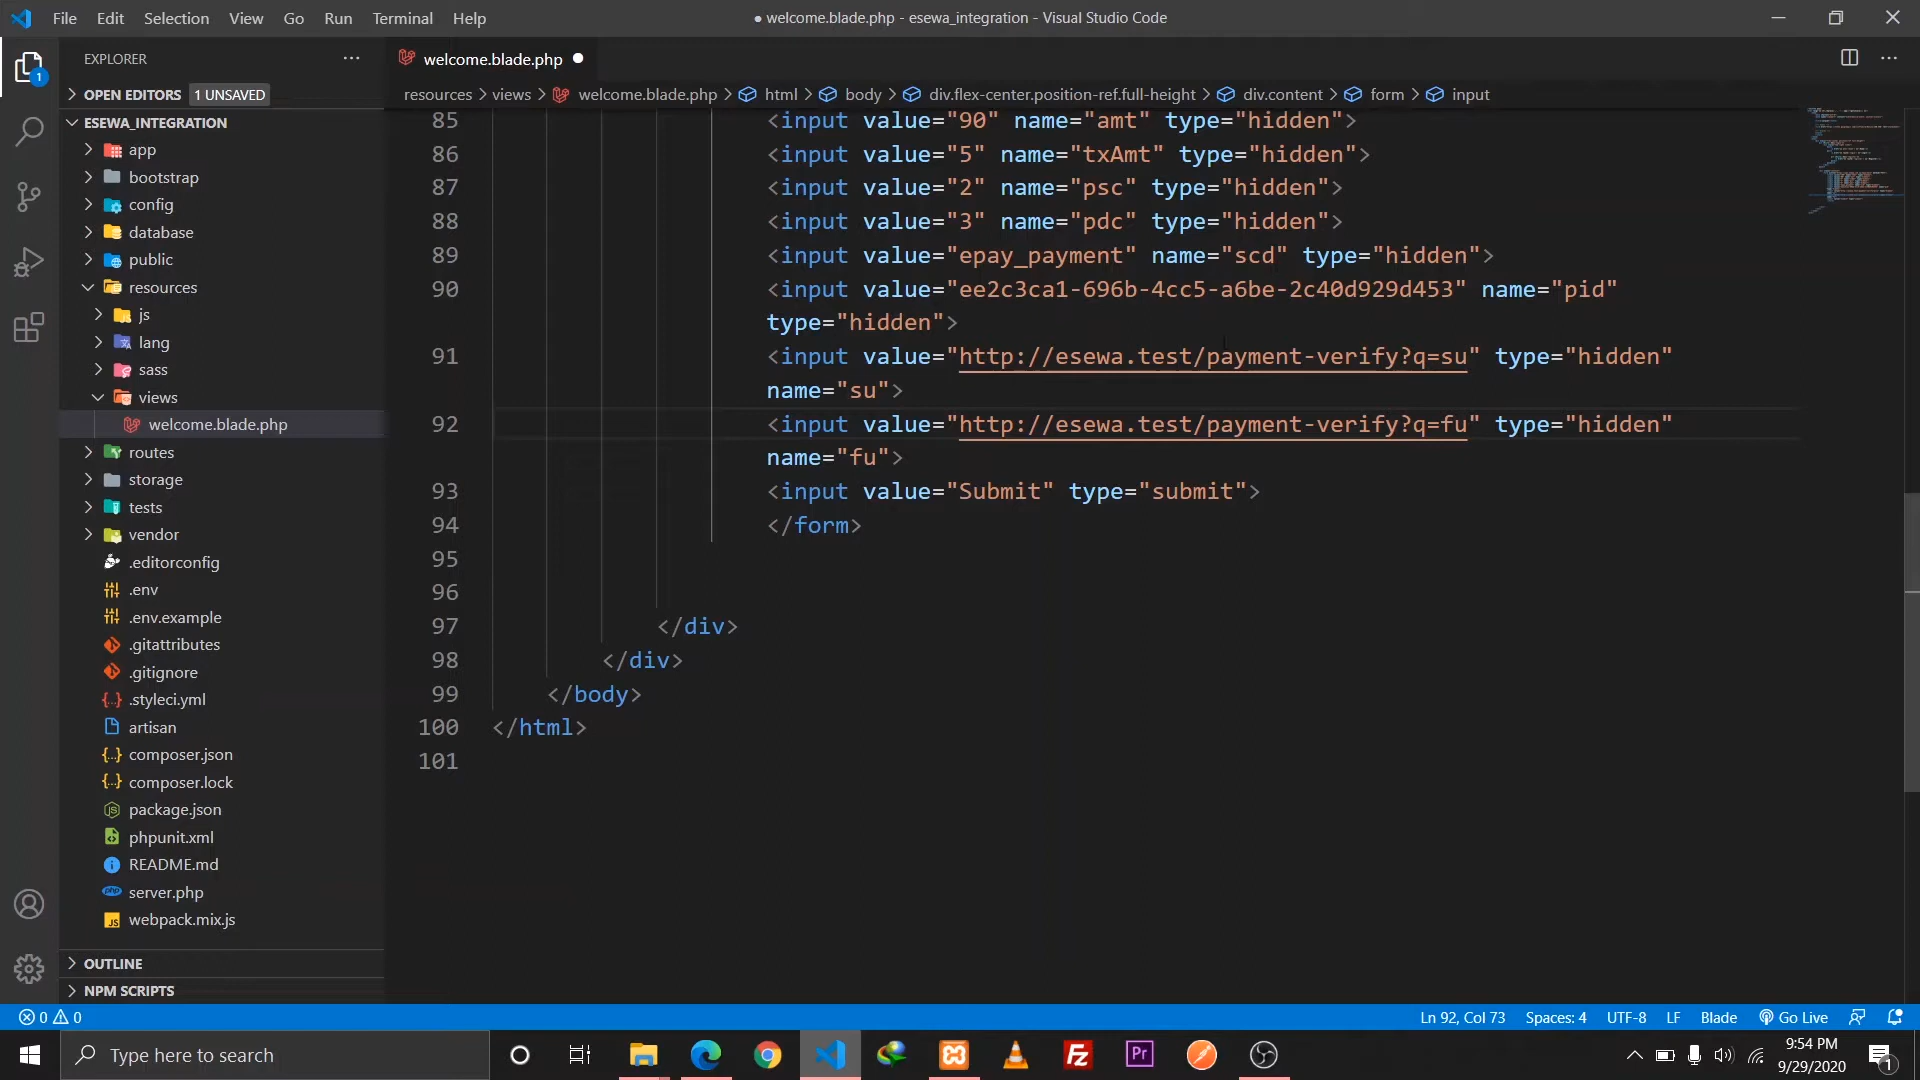 File Edit Selection View Go Run Terminal Help
● welcome.blade.php - esewa_integration - Visual Studio Code
EXPLORER
welcome.blade.php
OPEN EDITORS 1 UNSAVED
resources > views > welcome.blade.php > html > body > div.flex-center.position-ref.full-height > div.content > form > input
ESEWA_INTEGRATION
app
bootstrap
config
database
public
resources
js
lang
sass
views
welcome.blade.php
routes
storage
tests
vendor
.editorconfig
.env
.env.example
.gitattributes
.gitignore
.styleci.yml
artisan
composer.json
composer.lock
package.json
phpunit.xml
README.md
server.php
webpack.mix.js
OUTLINE
NPM SCRIPTS
85 <input value="90" name="amt" type="hidden">
86 <input value="5" name="txAmt" type="hidden">
87 <input value="2" name="psc" type="hidden">
88 <input value="3" name="pdc" type="hidden">
89 <input value="epay_payment" name="scd" type="hidden">
90 <input value="ee2c3ca1-696b-4cc5-a6be-2c40d929d453" name="pid"
type="hidden">
91 <input value="http://esewa.test/payment-verify?q=su" type="hidden"
name="su">
92 <input value="http://esewa.test/payment-verify?q=fu" type="hidden"
name="fu">
93 <input value="Submit" type="submit">
94 </form>
95
96
97 </div>
98 </div>
99 </body>
100 </html>
101
0 0 Ln 92, Col 73 Spaces: 4 UTF-8 LF Blade Go Live
Type here to search
9:54 PM
9/29/2020
1